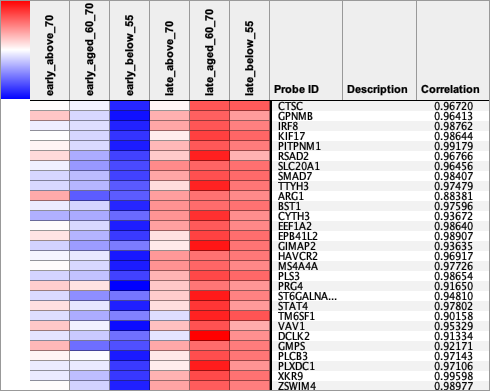 early_above_70
early_aged_60_70
early_below_55
late_above_70
late_aged_60_70
late_below_55
Probe ID Description Correlation
CTSC 0.96720
GPNMB 0.96413
IRF8 0.98762
KIF17 0.98644
PITPNM1 0.99179
RSAD2 0.96766
SLC20A1 0.96456
SMAD7 0.98407
TTYH3 0.97479
ARG1 0.88381
BST1 0.97596
CYTH3 0.93672
EEF1A2 0.98640
EPB41L2 0.98907
GIMAP2 0.93635
HAVCR2 0.96917
MS4A4A 0.97726
PLS3 0.98654
PRG4 0.91650
ST6GALNA... 0.94810
STAT4 0.97802
TM6SF1 0.90158
VAV1 0.95329
DCLK2 0.91334
GMPS 0.92171
PLCB3 0.97143
PLXDC1 0.97106
XKR9 0.99598
ZSWIM4 0.98977